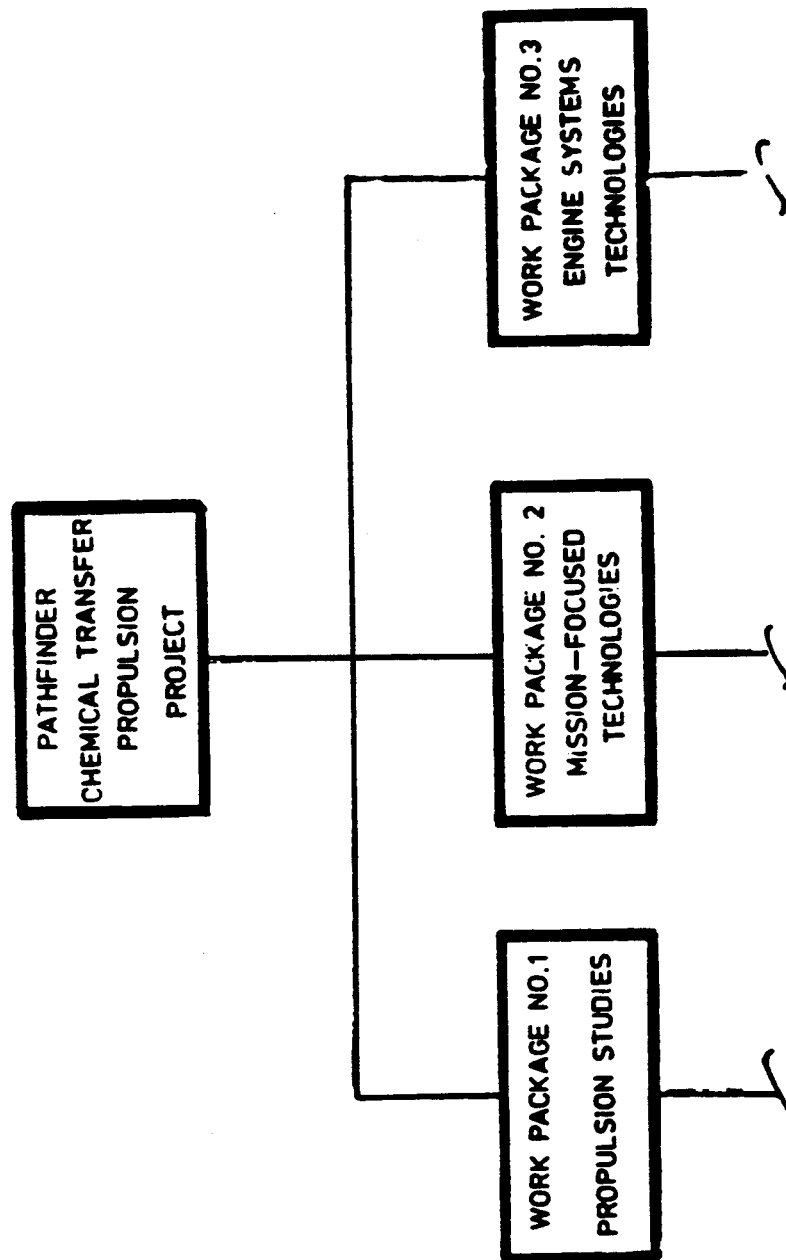 PATHFINDER
CHEMICAL TRANSFER
PROPULSION
PROJECT
WORK PACKAGE NO.1
PROPULSION STUDIES
WORK PACKAGE NO. 2
MISSION-FOCUSED
TECHNOLOGIES
WORK PACKAGE NO.3
ENGINE SYSTEMS
TECHNOLOGIES